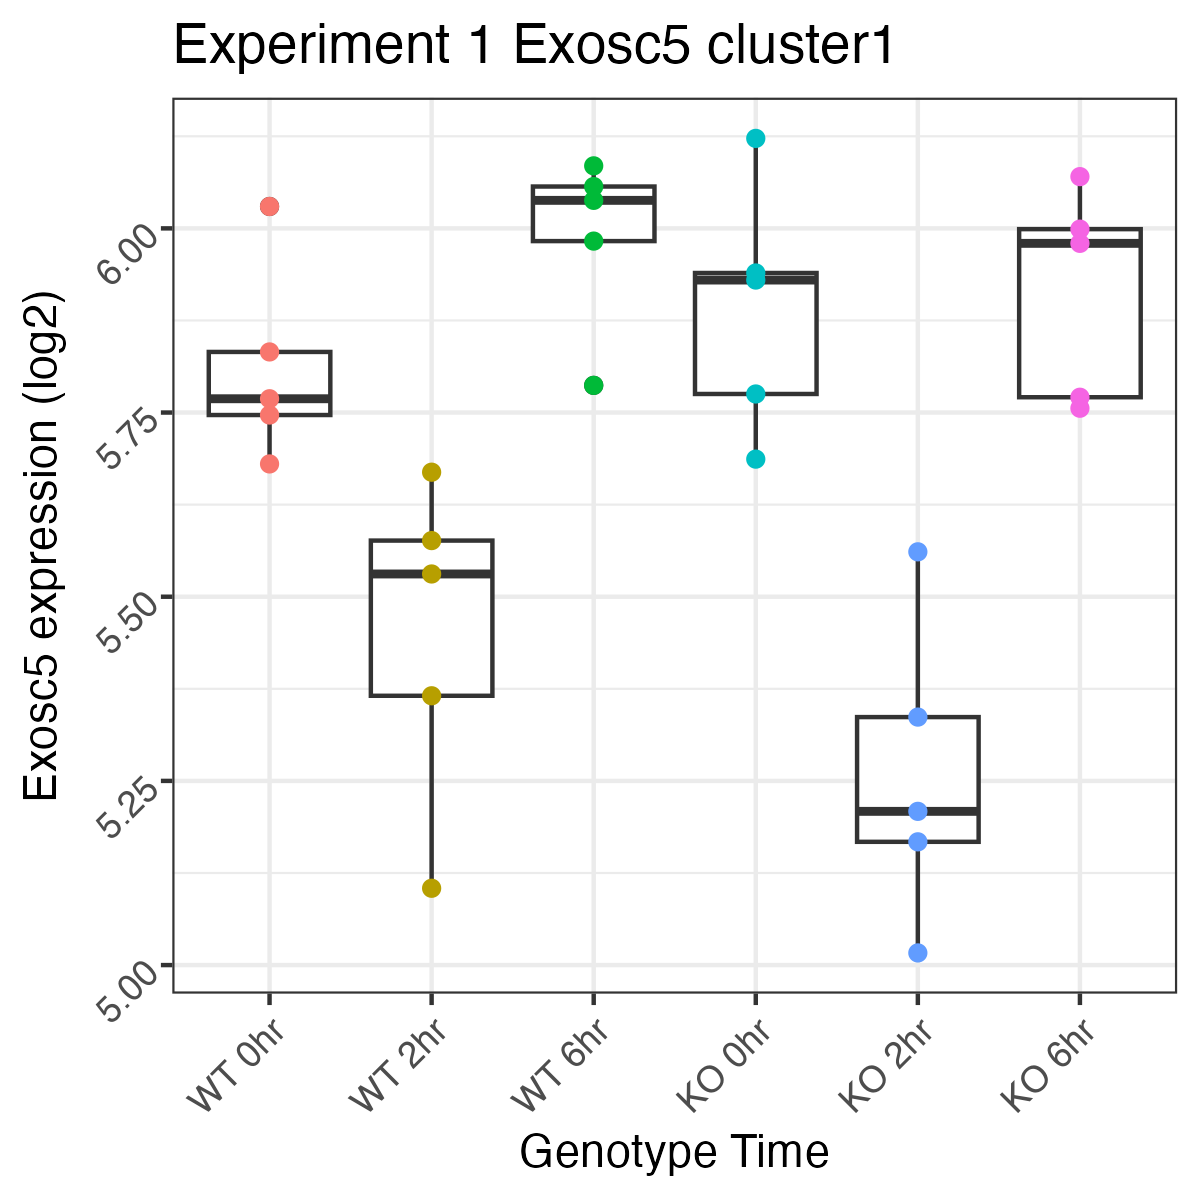 Experiment 1 Exosc5 cluster1
Exosc5 expression (log2)
6.00
5.75
5.50
5.25
5.00
WT 0hr
WT 2hr
WT 6hr
KO 0hr
KO 2hr
KO 6hr
Genotype Time